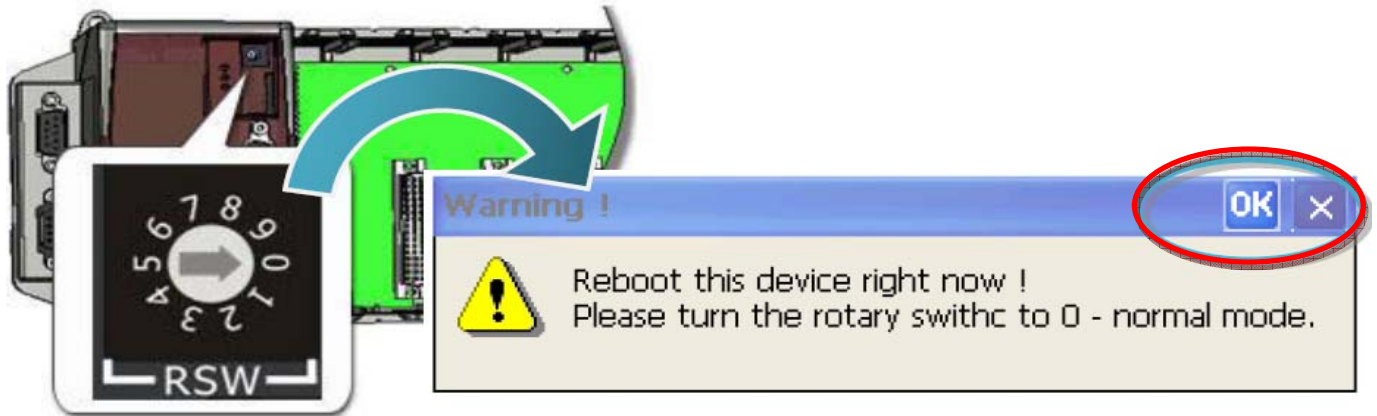 7 8 9 0 1 2 3 4 5 6
RSW
Warning !
OK ×
Reboot this device right now !
Please turn the rotary swithc to 0 - normal mode.